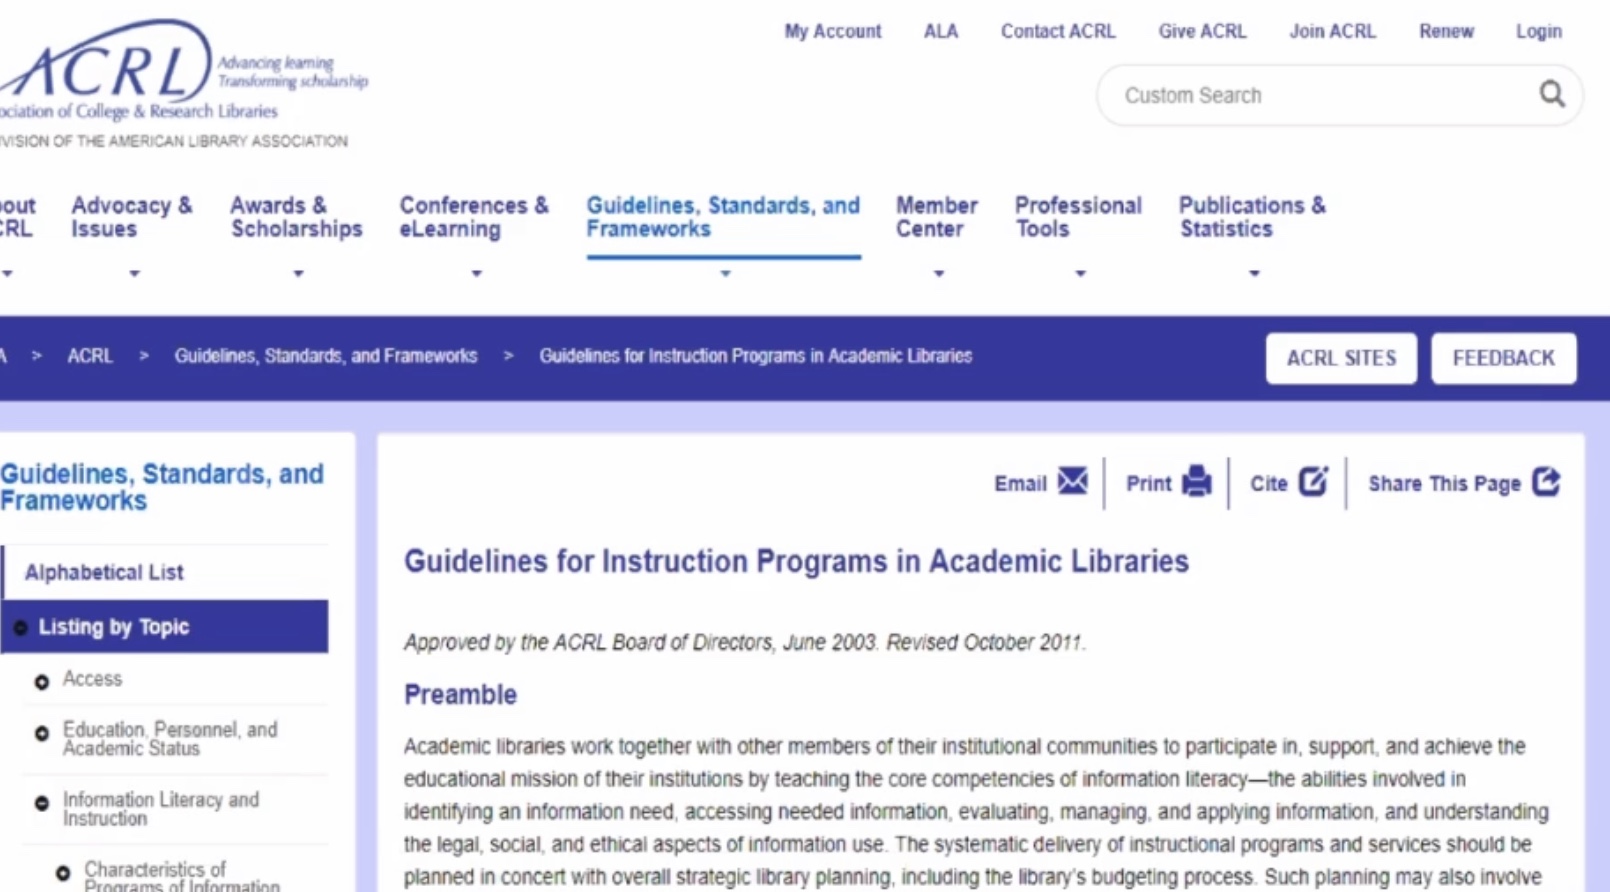 My Account ALA Contact ACRL Give ACRL Join ACRL Renew Login
ACRL
Advancing learning
Transforming scholarship
ociation of College & Research Libraries
VISION OF THE AMERICAN LIBRARY ASSOCIATION
Custom Search
out
CRL
Advocacy &
Issues
Awards &
Scholarships
Conferences &
eLearning
Guidelines, Standards, and
Frameworks
Member
Center
Professional
Tools
Publications &
Statistics
A > ACRL > Guidelines, Standards, and Frameworks > Guidelines for Instruction Programs in Academic Libraries
ACRL SITES
FEEDBACK
Guidelines, Standards, and
Frameworks
Alphabetical List
Listing by Topic
Access
Education, Personnel, and
Academic Status
Information Literacy and
Instruction
Characteristics of
Programs of Information
Email Print Cite Share This Page
Guidelines for Instruction Programs in Academic Libraries
Approved by the ACRL Board of Directors, June 2003. Revised October 2011.
Preamble
Academic libraries work together with other members of their institutional communities to participate in, support, and achieve the
educational mission of their institutions by teaching the core competencies of information literacy—the abilities involved in
identifying an information need, accessing needed information, evaluating, managing, and applying information, and understanding
the legal, social, and ethical aspects of information use. The systematic delivery of instructional programs and services should be
planned in concert with overall strategic library planning, including the library's budgeting process. Such planning may also involve